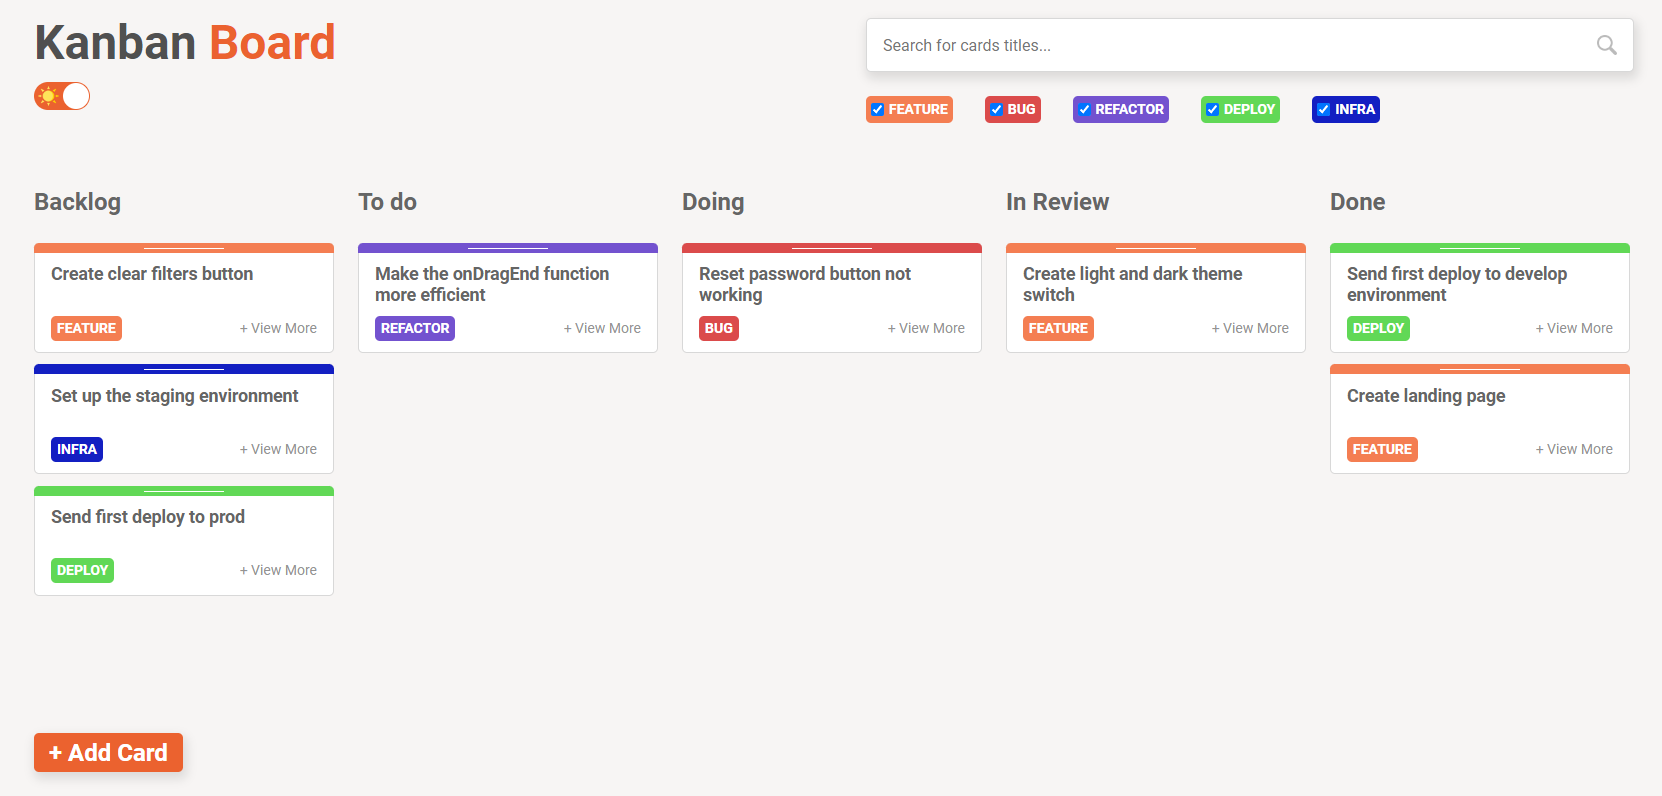 Kanban Board
Search for cards titles...
FEATURE
BUG
REFACTOR
DEPLOY
INFRA
Backlog
Create clear filters button
FEATURE
+ View More
Set up the staging environment
INFRA
+ View More
Send first deploy to prod
DEPLOY
+ View More
To do
Make the onDragEnd function
more efficient
REFACTOR
+ View More
Doing
Reset password button not
working
BUG
+ View More
In Review
Create light and dark theme
switch
FEATURE
+ View More
Done
Send first deploy to develop
environment
DEPLOY
+ View More
Create landing page
FEATURE
+ View More
+ Add Card